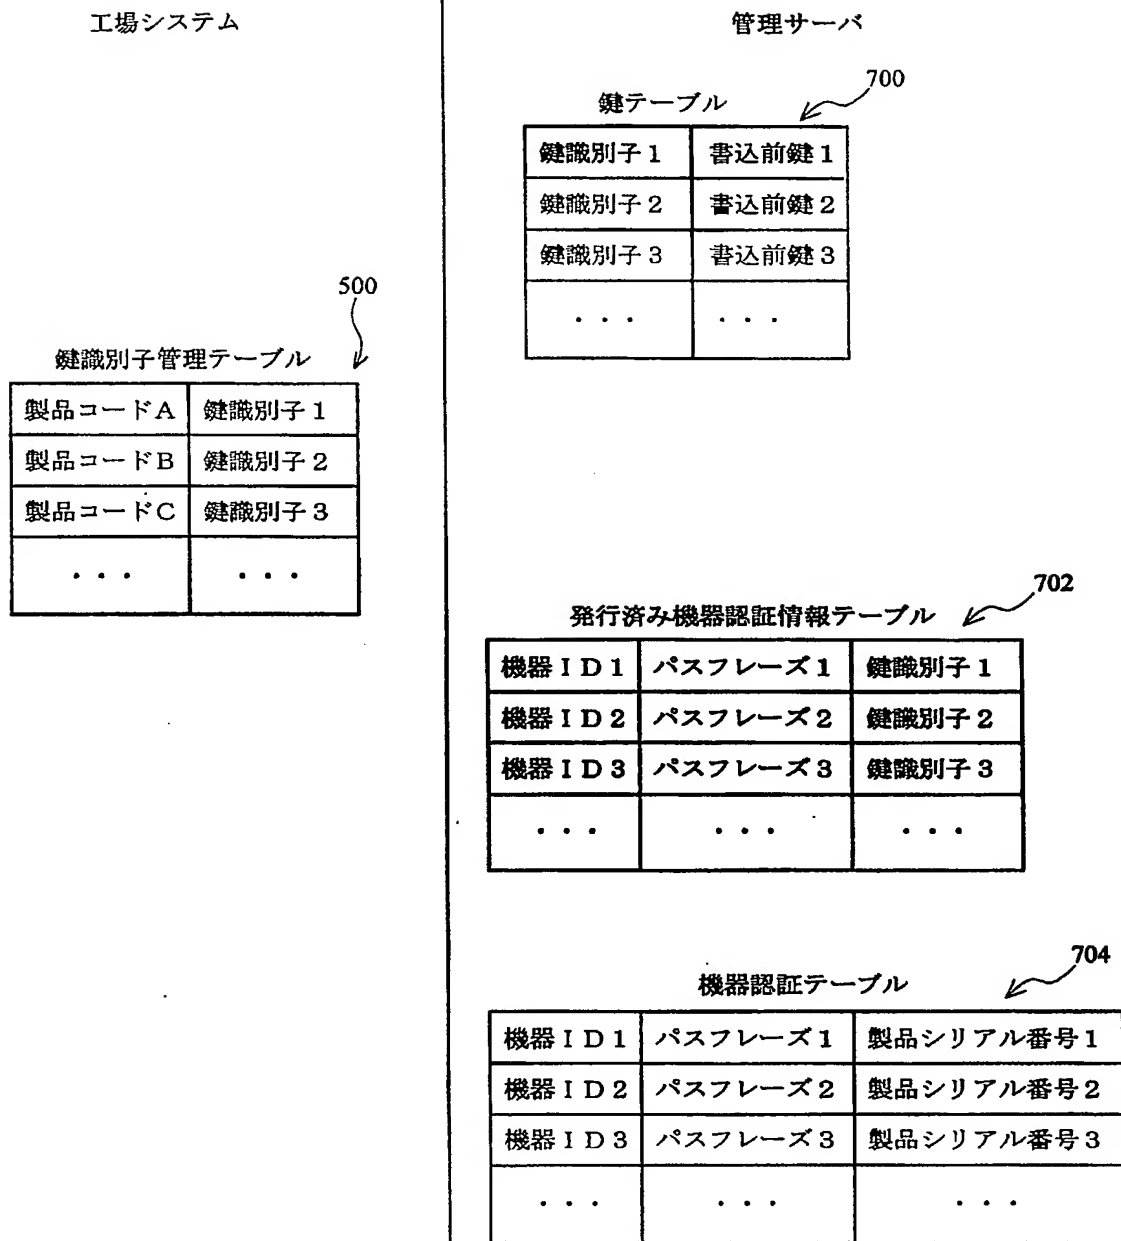 工場システム
管理サーバ
700
鍵テーブル
鍵識別子1 書込前鍵1
鍵識別子2 書込前鍵2
鍵識別子3 書込前鍵3
・・・ ・・・
500
鍵識別子管理テーブル
製品コードA 鍵識別子1
製品コードB 鍵識別子2
製品コードC 鍵識別子3
・・・ ・・・
702
発行済み機器認証情報テーブル
機器ID1 パスフレーズ1 鍵識別子1
機器ID2 パスフレーズ2 鍵識別子2
機器ID3 パスフレーズ3 鍵識別子3
・・・ ・・・ ・・・
704
機器認証テーブル
機器ID1 パスフレーズ1 製品シリアル番号1
機器ID2 パスフレーズ2 製品シリアル番号2
機器ID3 パスフレーズ3 製品シリアル番号3
・・・ ・・・ ・・・